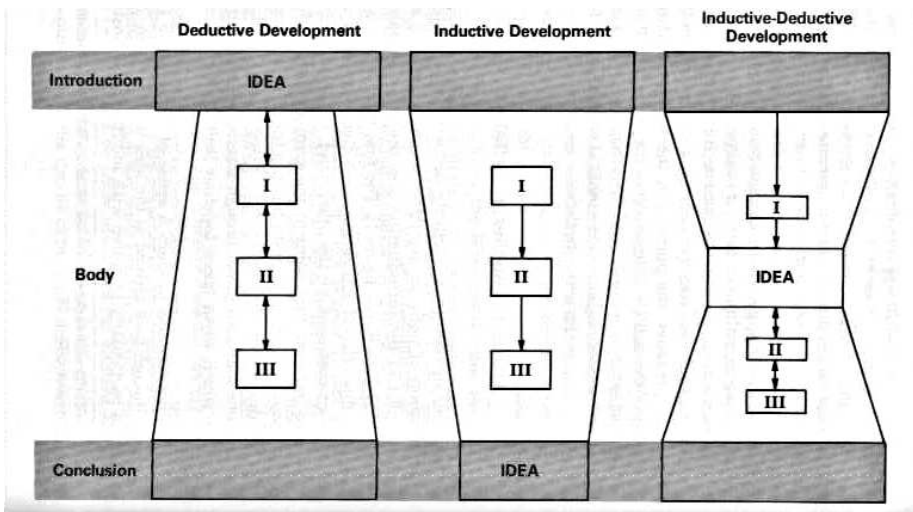 Deductive Development
Inductive Development
Inductive-Deductive
Development
Introduction
IDEA
I
I
I
Body
II
II
IDEA
II
III
III
III
Conclusion
IDEA